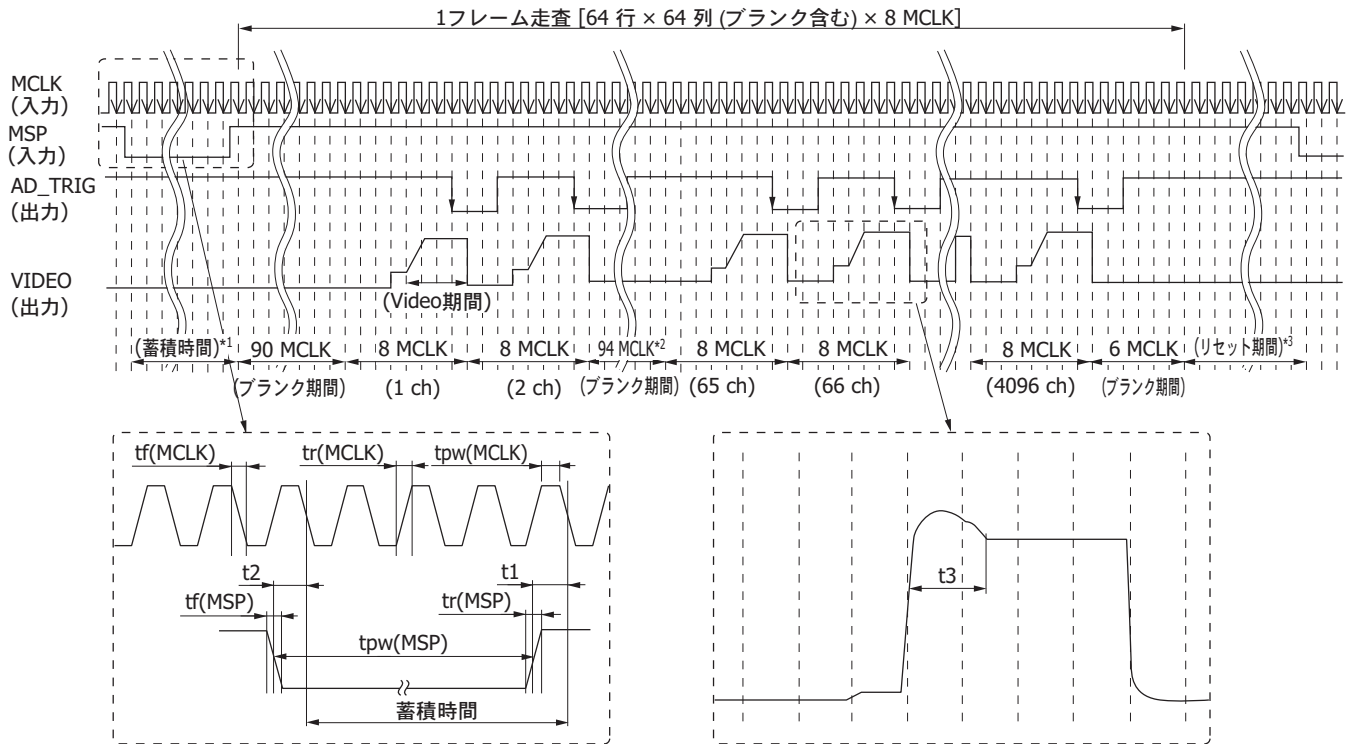 1フレーム走査 [64 行 × 64 列 (ブランク含む) × 8 MCLK]
MCLK
(入力)
MSP
(入力)
AD_TRIG
(出力)
VIDEO
(出力)
(Video期間)
(蓄積時間)*1
90 MCLK
8 MCLK
8 MCLK
94 MCLK*2
8 MCLK
8 MCLK
8 MCLK
6 MCLK
(リセット期間)*3
(ブランク期間)
(1 ch)
(2 ch)
(ブランク期間)
(65 ch)
(66 ch)
(4096 ch)
(ブランク期間)
tf(MCLK)
tr(MCLK)
tpw(MCLK)
t2
t1
tf(MSP)
tr(MSP)
tpw(MSP)
蓄積時間
t3